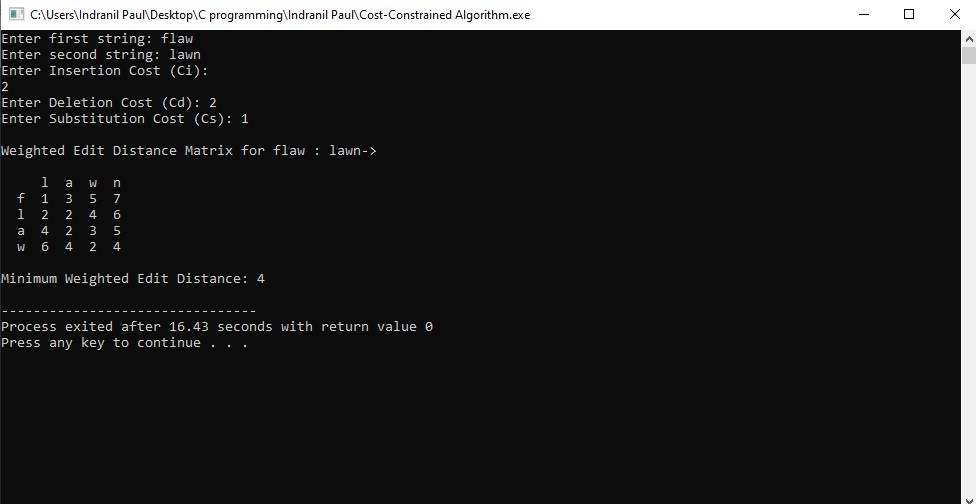 C:\Users\Indranil Paul\Desktop\C programming\Indranil Paul\Cost-Constrained Algorithm.exe
Enter first string: flaw
Enter second string: lawn
Enter Insertion Cost (Ci):
2
Enter Deletion Cost (Cd): 2
Enter Substitution Cost (Cs): 1
Weighted Edit Distance Matrix for flaw : lawn->
l a w n
f 1 3 5 7
l 2 2 4 6
a 4 2 3 5
w 6 4 2 4
Minimum Weighted Edit Distance: 4
--------------------------------
Process exited after 16.43 seconds with return value 0
Press any key to continue . . .